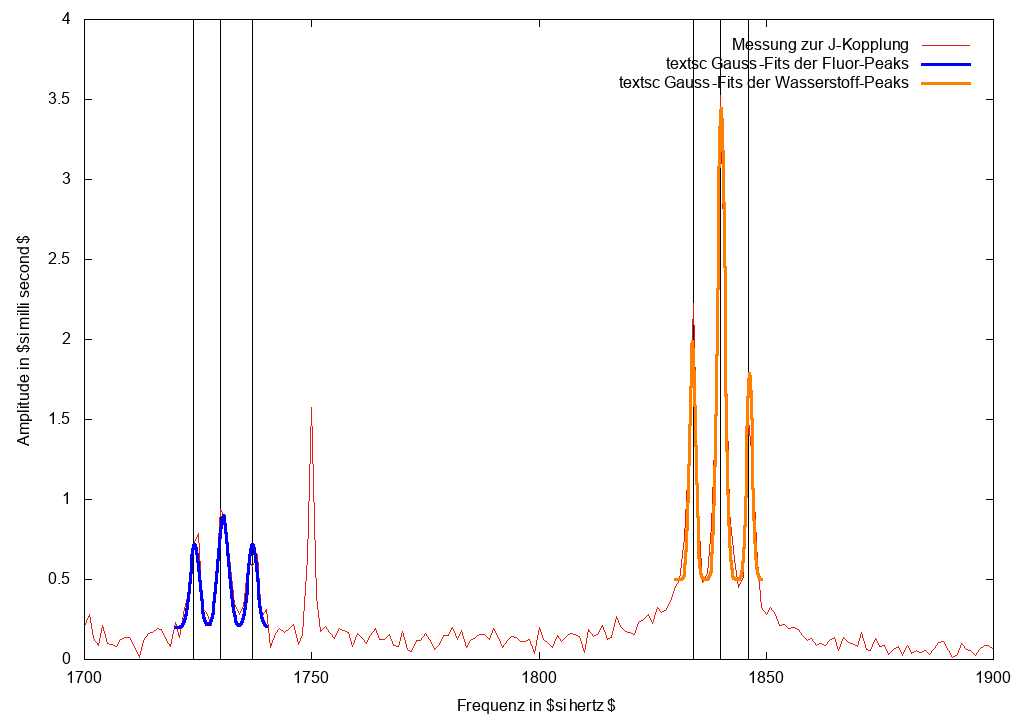 4
Messung zur J-Kopplung
textsc Gauss-Fits der Fluor-Peaks
textsc Gauss-Fits der Wasserstoff-Peaks
3.5
3
2.5
2
1.5
1
0.5
0
Amplitude in $si milli second$
1700 1750 1800 1850 1900
Frequenz in $si hertz $